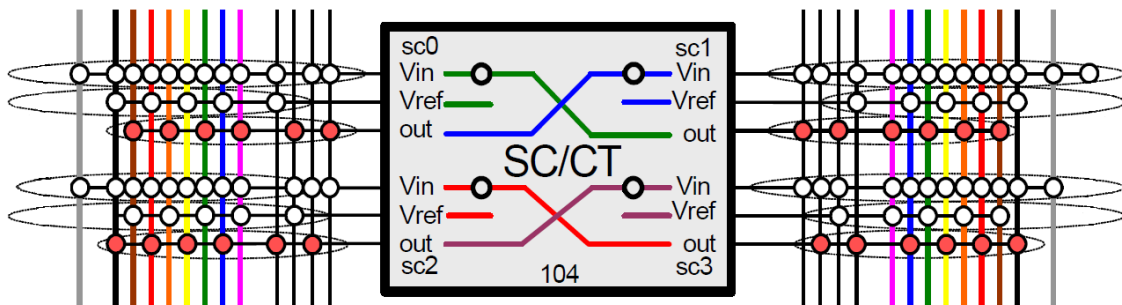 sc0 sc1
Vin Vin
Vref Vref
out out
SC/CT
Vin Vin
Vref Vref
out out
sc2 sc3
104